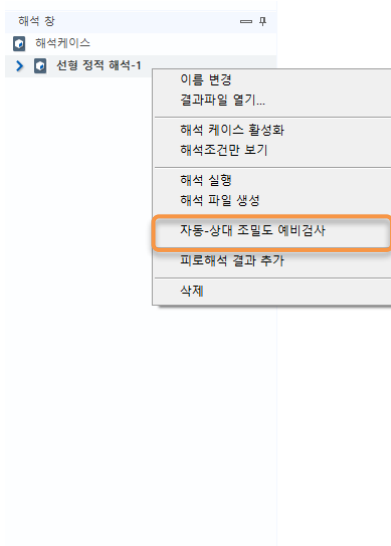 해석 창
해석케이스
선형 정적 해석-1
이름 변경
결과파일 열기...
해석 케이스 활성화
해석조건만 보기
해석 실행
해석 파일 생성
자동-상대 조밀도 예비검사
피로해석 결과 추가
삭제